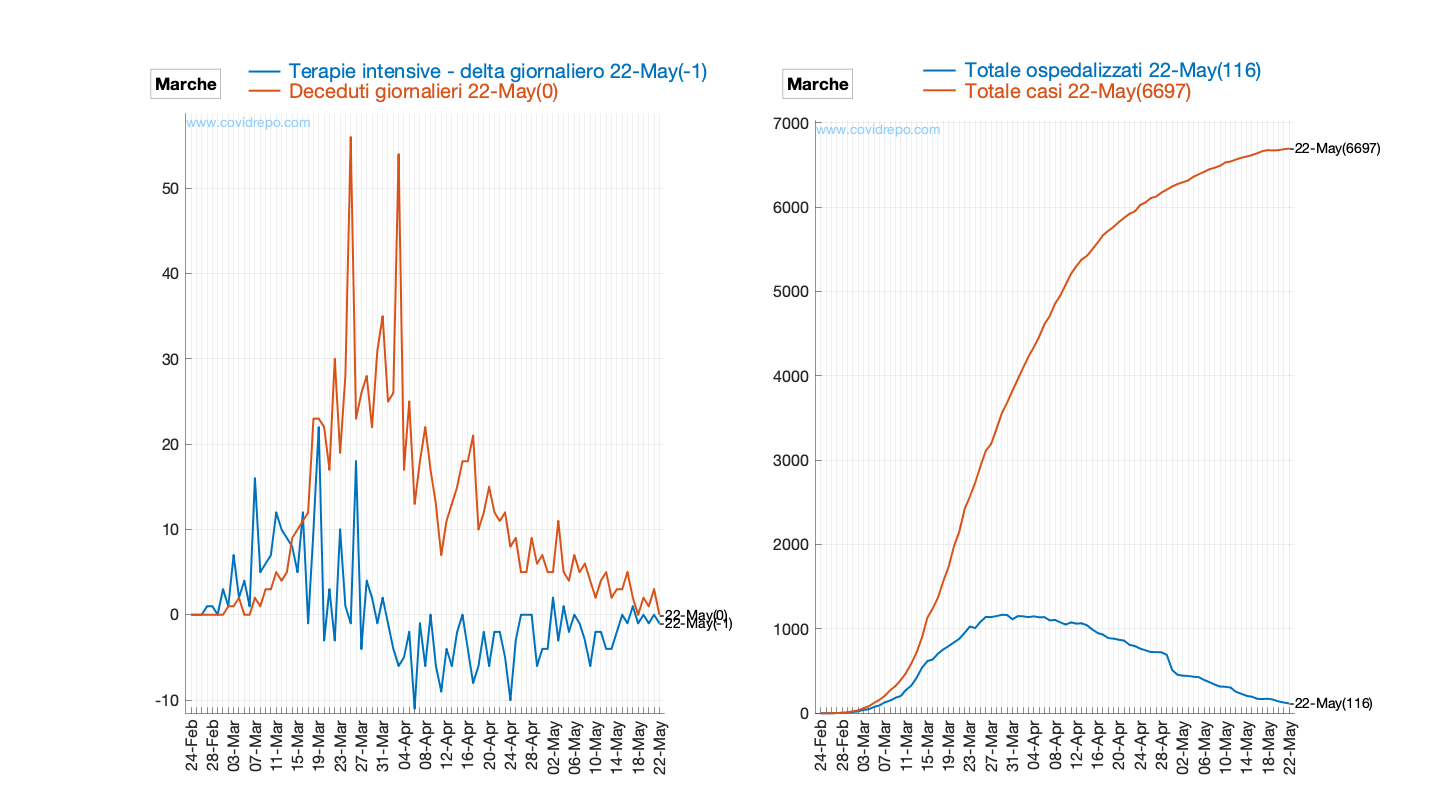 Marche
Terapie intensive - delta giornaliero 22-May(-1)
Deceduti giornalieri 22-May(0)
www.covidrepo.com
50
40
30
20
10
0
-10
22-May(0)
22-May(-1)
24-Feb
28-Feb
03-Mar
07-Mar
11-Mar
15-Mar
19-Mar
23-Mar
27-Mar
31-Mar
04-Apr
08-Apr
12-Apr
16-Apr
20-Apr
24-Apr
28-Apr
02-May
06-May
10-May
14-May
18-May
22-May
Marche
Totale ospedalizzati 22-May(116)
Totale casi 22-May(6697)
www.covidrepo.com
7000
6000
5000
4000
3000
2000
1000
0
22-May(6697)
22-May(116)
24-Feb
28-Feb
03-Mar
07-Mar
11-Mar
15-Mar
19-Mar
23-Mar
27-Mar
31-Mar
04-Apr
08-Apr
12-Apr
16-Apr
20-Apr
24-Apr
28-Apr
02-May
06-May
10-May
14-May
18-May
22-May